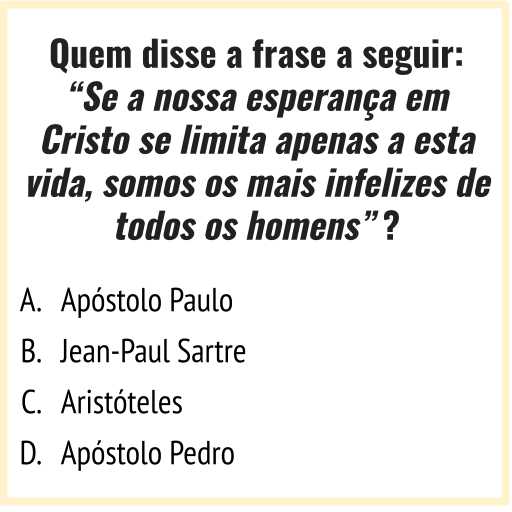 Quem disse a frase a seguir:
“Se a nossa esperança em
Cristo se limita apenas a esta
vida, somos os mais infelizes de
todos os homens”?
A. Apóstolo Paulo
B. Jean-Paul Sartre
C. Aristóteles
D. Apóstolo Pedro